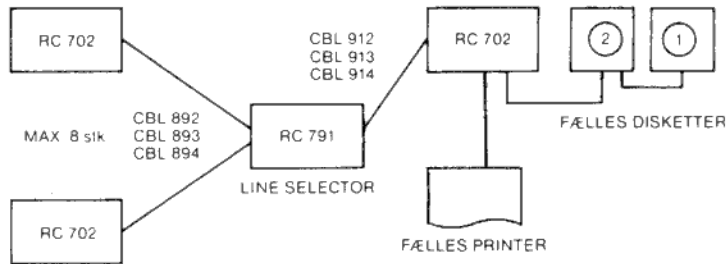 RC 702
MAX 8 stk
RC 702
CBL 892
CBL 893
CBL 894
RC 791
LINE SELECTOR
CBL 912
CBL 913
CBL 914
RC 702
2
1
FÆLLES DISKETTER
FÆLLES PRINTER